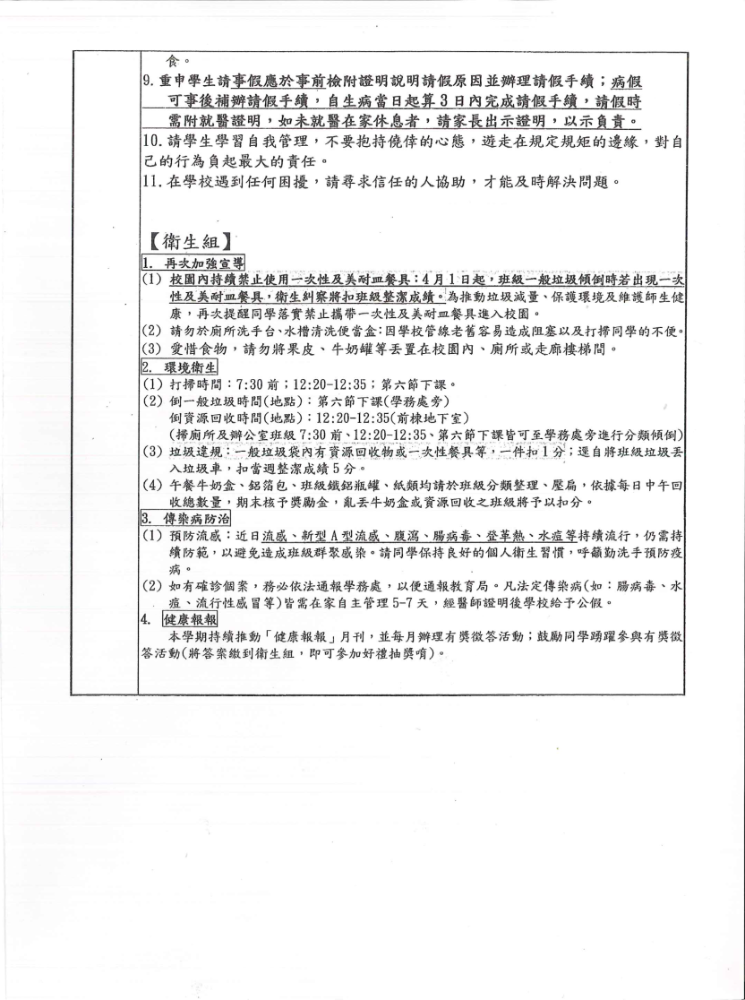 食。
9.重申學生請事假應於事前檢附證明說明請假原因並辦理請假手續；病假
可事後補辦請假手續，自生病當日起算3日內完成請假手續，請假時
需附就醫證明，如未就醫在家休息者，請家長出示證明，以示負責。
10.請學生學習自我管理，不要抱持僥倖的心態，遊走在規定規矩的邊緣，對自
己的行為負起最大的責任。
11.在學校遇到任何困擾，請尋求信任的人協助，才能及時解決問題。
【衛生組】
1. 再次加強宣導
(1) 校園內持續禁止使用一次性及美耐皿餐具；4月1日起，班級一般垃圾傾倒時若出現一次
性及美耐皿餐具，衛生糾察將扣班級整潔成績。為推動垃圾減量、保護環境及維護師生健
康，再次提醒同學落實禁止攜帶一次性及美耐皿餐具進入校園。
(2) 請勿於廁所洗手台、水槽清洗便當盒：因學校管線老舊容易造成阻塞以及打掃同學的不便。
(3) 愛惜食物，請勿將果皮、牛奶罐等丟置在校園內、廁所或走廊樓梯間。
2. 環境衛生
(1) 打掃時間：7:30前；12:20-12:35；第六節下課。
(2) 倒一般垃圾時間(地點)：第六節下課(學務處旁)
倒資源回收時間(地點)：12:20-12:35(前棟地下室)
(掃廁所及辦公室班級7:30前、12:20-12:35、第六節下課皆可至學務處旁進行分類傾倒)
(3) 垃圾違規：一般垃圾袋內有資源回收物或一次性餐具等，一件扣1分；逕自將班級垃圾丟
入垃圾車，扣當週整潔成績5分。
(4) 午餐牛奶盒、鋁箔包、班級鐵鋁瓶罐、紙類均請於班級分類整理、壓扁，依據每日中午回
收總數量，期末核予獎勵金，亂丟牛奶盒或資源回收之班級將予以扣分。
3. 傳染病防治
(1) 預防流感：近日流感、新型A型流感、腹瀉、腸病毒、登革熱、水痘等持續流行，仍需持
續防範，以避免造成班級群聚感染。請同學保持良好的個人衛生習慣，呼籲勤洗手預防疫
病。
(2) 如有確診個案，務必依法通報學務處，以便通報教育局。凡法定傳染病(如：腸病毒、水
痘、流行性感冒等)皆需在家自主管理5-7天，經醫師證明後學校給予公假。
4. 健康報報
本學期持續推動「健康報報」月刊，並每月辦理有獎徵答活動；鼓勵同學踴躍參與有獎徵
答活動(將答案繳到衛生組，即可參加好禮抽獎唷)。